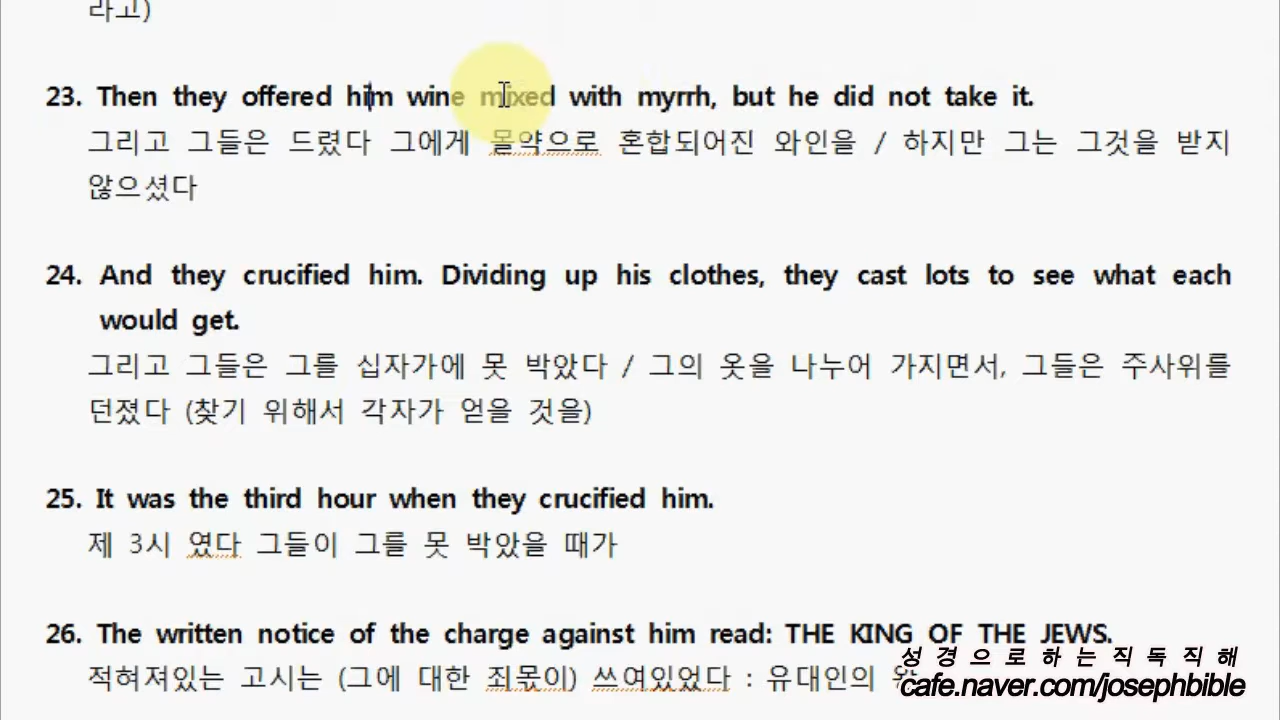 라고)
23. Then they offered him wine mixed with myrrh, but he did not take it.
그리고 그들은 드렸다 그에게 몰약으로 혼합되어진 와인을 / 하지만 그는 그것을 받지
않으셨다
24. And they crucified him. Dividing up his clothes, they cast lots to see what each
would get.
그리고 그들은 그를 십자가에 못 박았다 / 그의 옷을 나누어 가지면서, 그들은 주사위를
던졌다 (찾기 위해서 각자가 얻을 것을)
25. It was the third hour when they crucified him.
제 3시 였다 그들이 그를 못 박았을 때가
26. The written notice of the charge against him read: THE KING OF THE JEWS.
적혀져있는 고시는 (그에 대한 죄몫이) 쓰여있었다 : 유대인의
성경으로하는직독직해
cafe.naver.com/josephbible